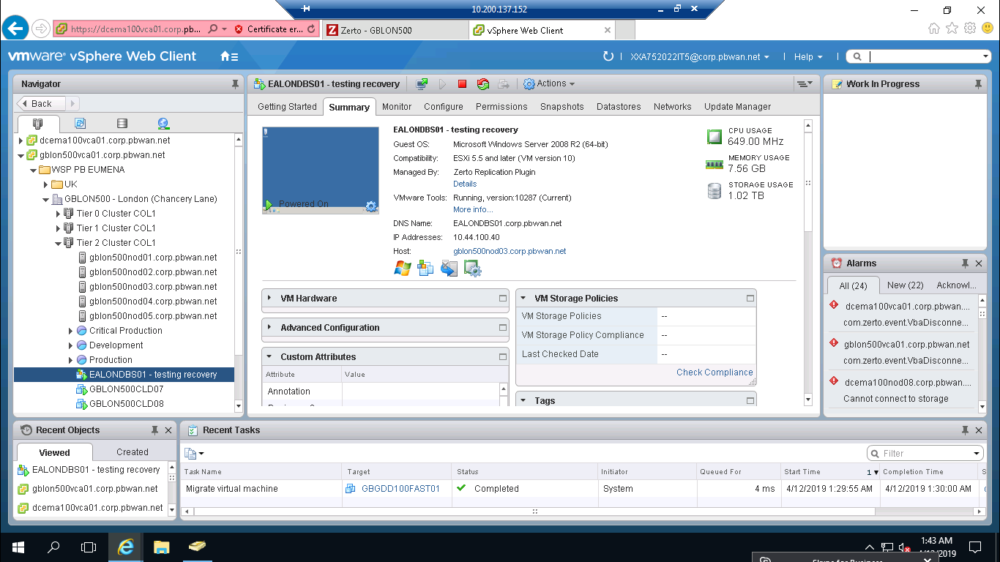 10.200.137.152
https://dcema100vca01.corp.pb... Certificate er...
Zerto - GBLON500
vSphere Web Client
vmware® vSphere Web Client
XXA752022IT5@corp.pbwan.net
Help
Navigator
Back
dcema100vca01.corp.pbwan.net
gblon500vca01.corp.pbwan.net
WSP PB EUMENA
UK
GBLON500 - London (Chancery Lane)
Tier 0 Cluster COL1
Tier 1 Cluster COL1
Tier 2 Cluster COL1
gblon500nod01.corp.pbwan.net
gblon500nod02.corp.pbwan.net
gblon500nod03.corp.pbwan.net
gblon500nod04.corp.pbwan.net
gblon500nod05.corp.pbwan.net
Critical Production
Development
Production
EALONDBS01 - testing recovery
GBLON500CLD07
GBLON500CLD08
EALONDBS01 - testing recovery
Actions
Getting Started Summary Monitor Configure Permissions Snapshots Datastores Networks Update Manager
Powered On
EALONDBS01 - testing recovery
Guest OS: Microsoft Windows Server 2008 R2 (64-bit)
Compatibility: ESXi 5.5 and later (VM version 10)
Managed By: Zerto Replication Plugin
Details
VMware Tools: Running, version:10287 (Current)
More info...
DNS Name: EALONDBS01.corp.pbwan.net
IP Addresses: 10.44.100.40
Host: gblon500nod03.corp.pbwan.net
CPU USAGE
649.00 MHz
MEMORY USAGE
7.56 GB
STORAGE USAGE
1.02 TB
VM Hardware
Advanced Configuration
Custom Attributes
Attribute Value
Annotation
VM Storage Policies
VM Storage Policies --
VM Storage Policy Compliance --
Last Checked Date --
Check Compliance
Tags
Work In Progress
Alarms
All (24) New (22) Acknowl...
dcema100vca01.corp.pbwan....
com.zerto.event.VbaDisconne...
gblon500vca01.corp.pbwan.net
com.zerto.event.VbaDisconne...
dcema100nod08.corp.pbwan....
Cannot connect to storage
Recent Objects
Viewed Created
EALONDBS01 - testing recovery
gblon500vca01.corp.pbwan.net
dcema100vca01.corp.pbwan.net
Recent Tasks
Filter
Task Name Target Status Initiator Queued For Start Time 1 Completion Time S
Migrate virtual machine GBGDD100FAST01 Completed System 4 ms 4/12/2019 1:29:55 AM 4/12/2019 1:30:00 AM
1:43 AM